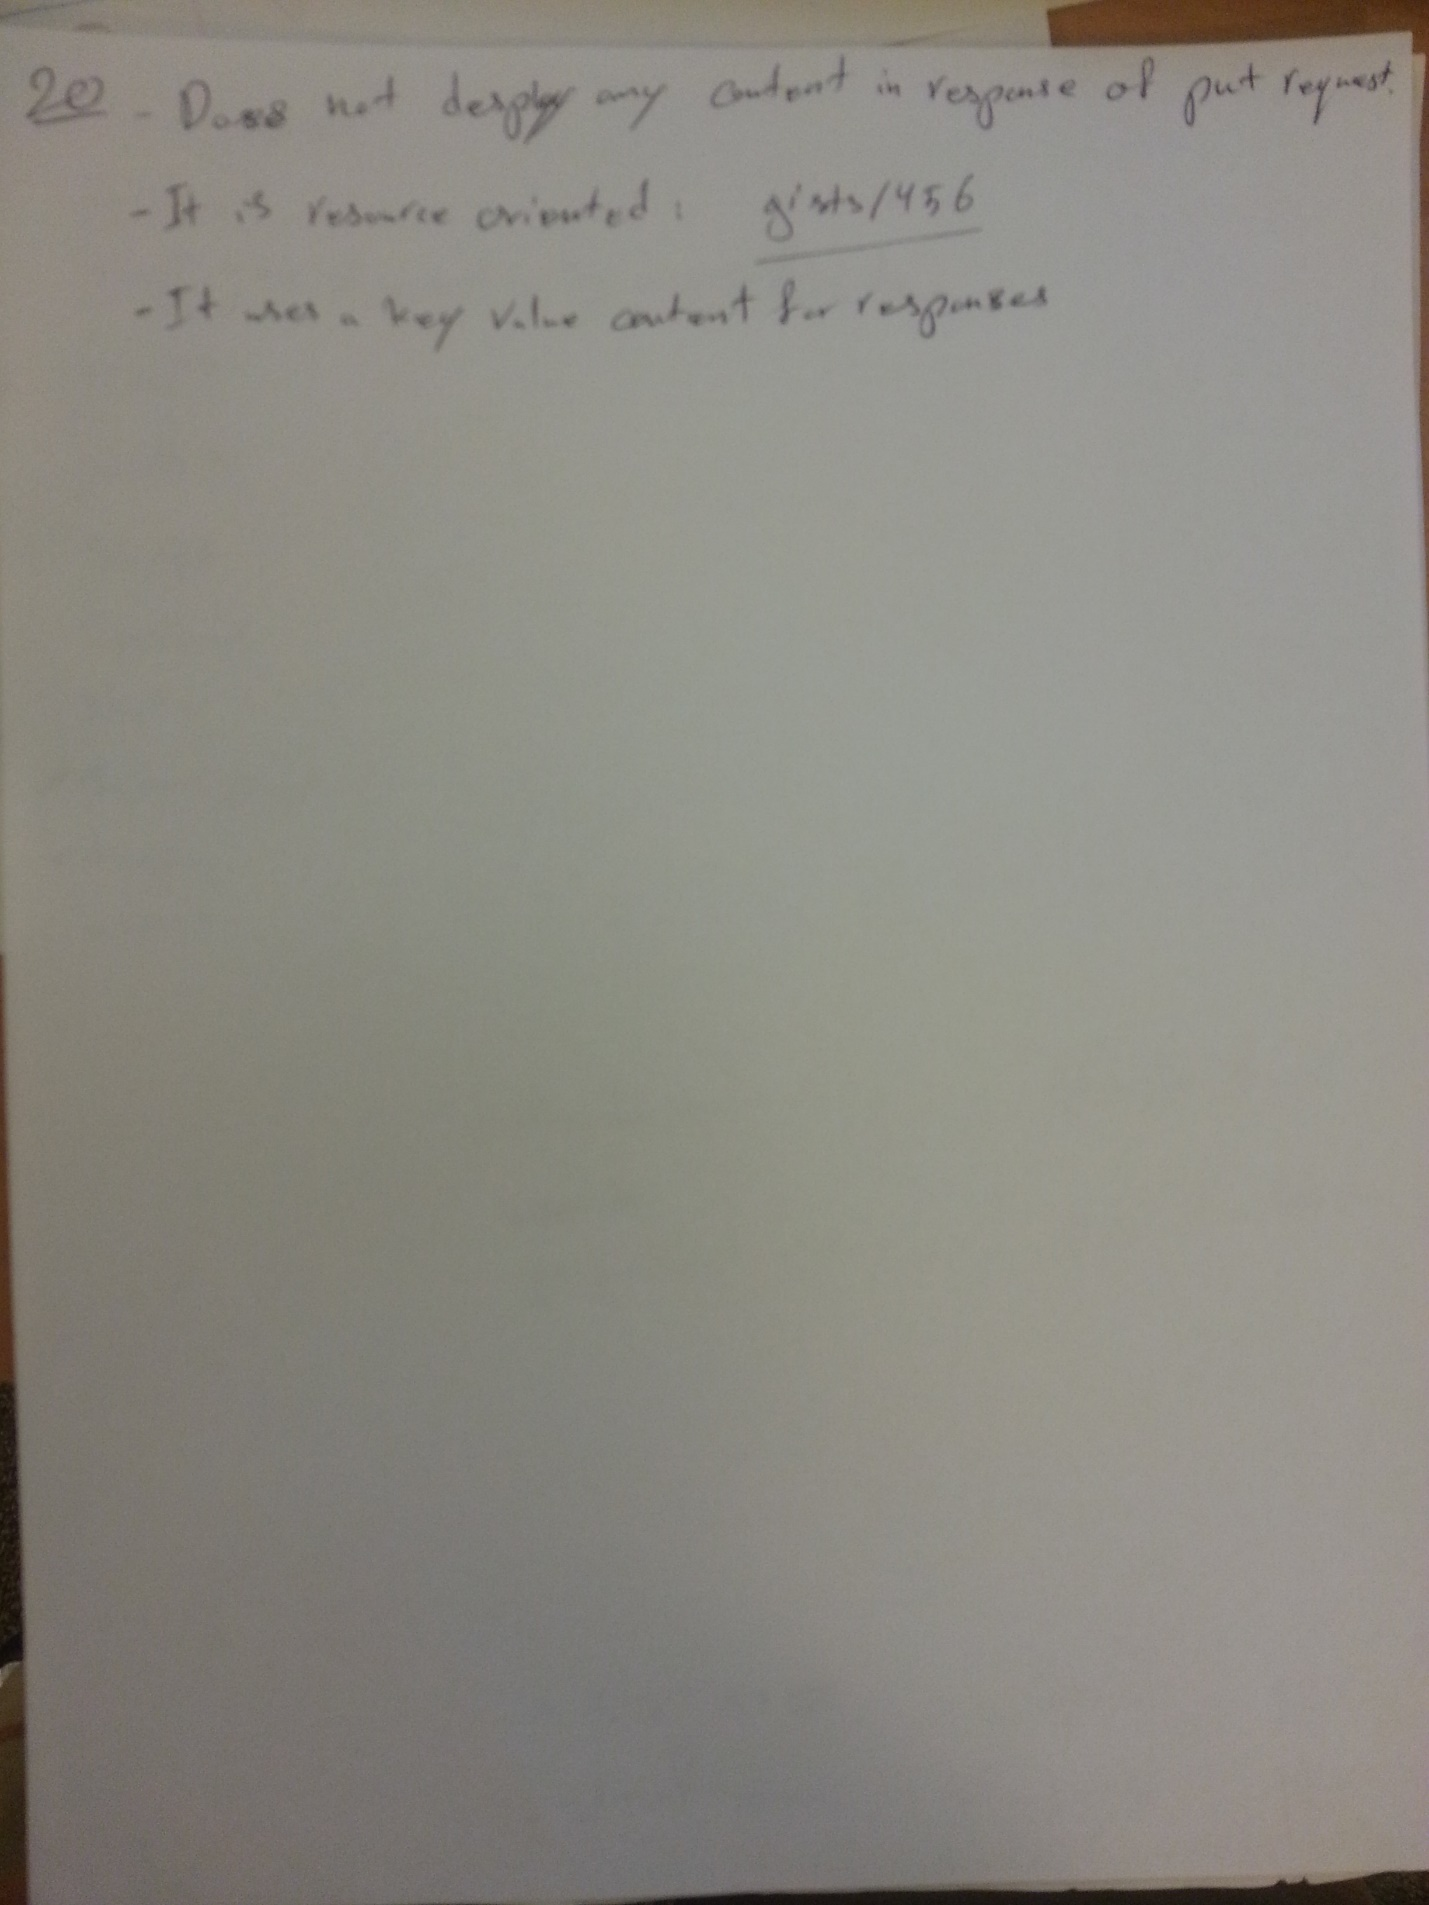 20 - Does not desplay any content in response of put request.
- It is resource oriented: gists/456
- It uses a key value content for responses